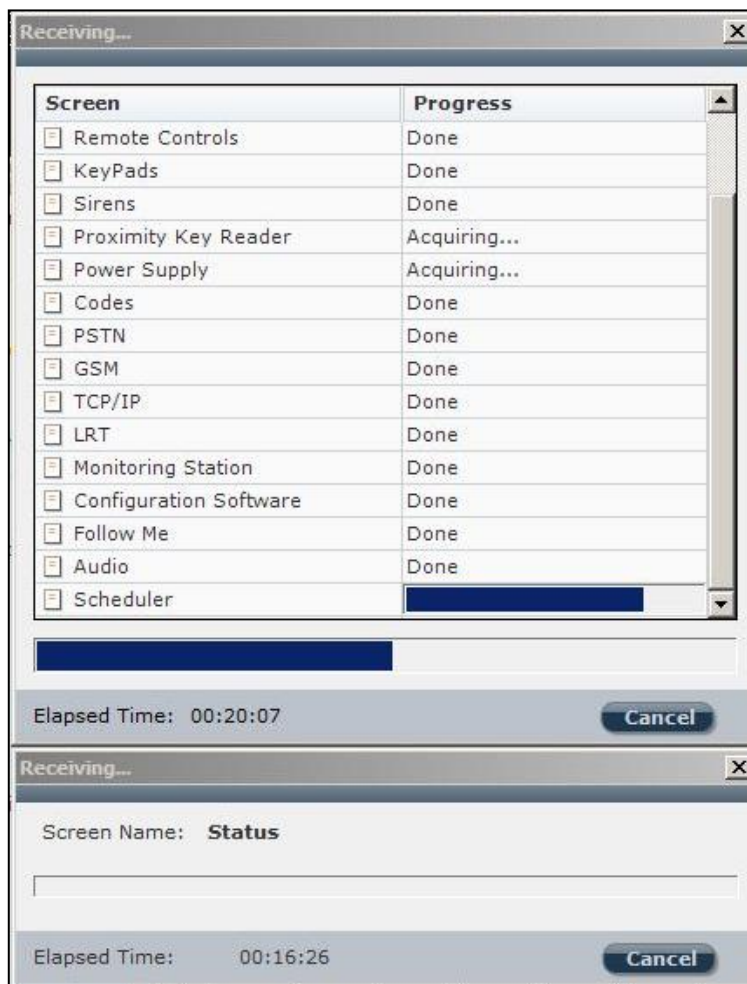 Receiving...
Screen Progress
Remote Controls Done
KeyPads Done
Sirens Done
Proximity Key Reader Acquiring...
Power Supply Acquiring...
Codes Done
PSTN Done
GSM Done
TCP/IP Done
LRT Done
Monitoring Station Done
Configuration Software Done
Follow Me Done
Audio Done
Scheduler
Elapsed Time: 00:20:07 Cancel
Receiving...
Screen Name: Status
Elapsed Time: 00:16:26 Cancel